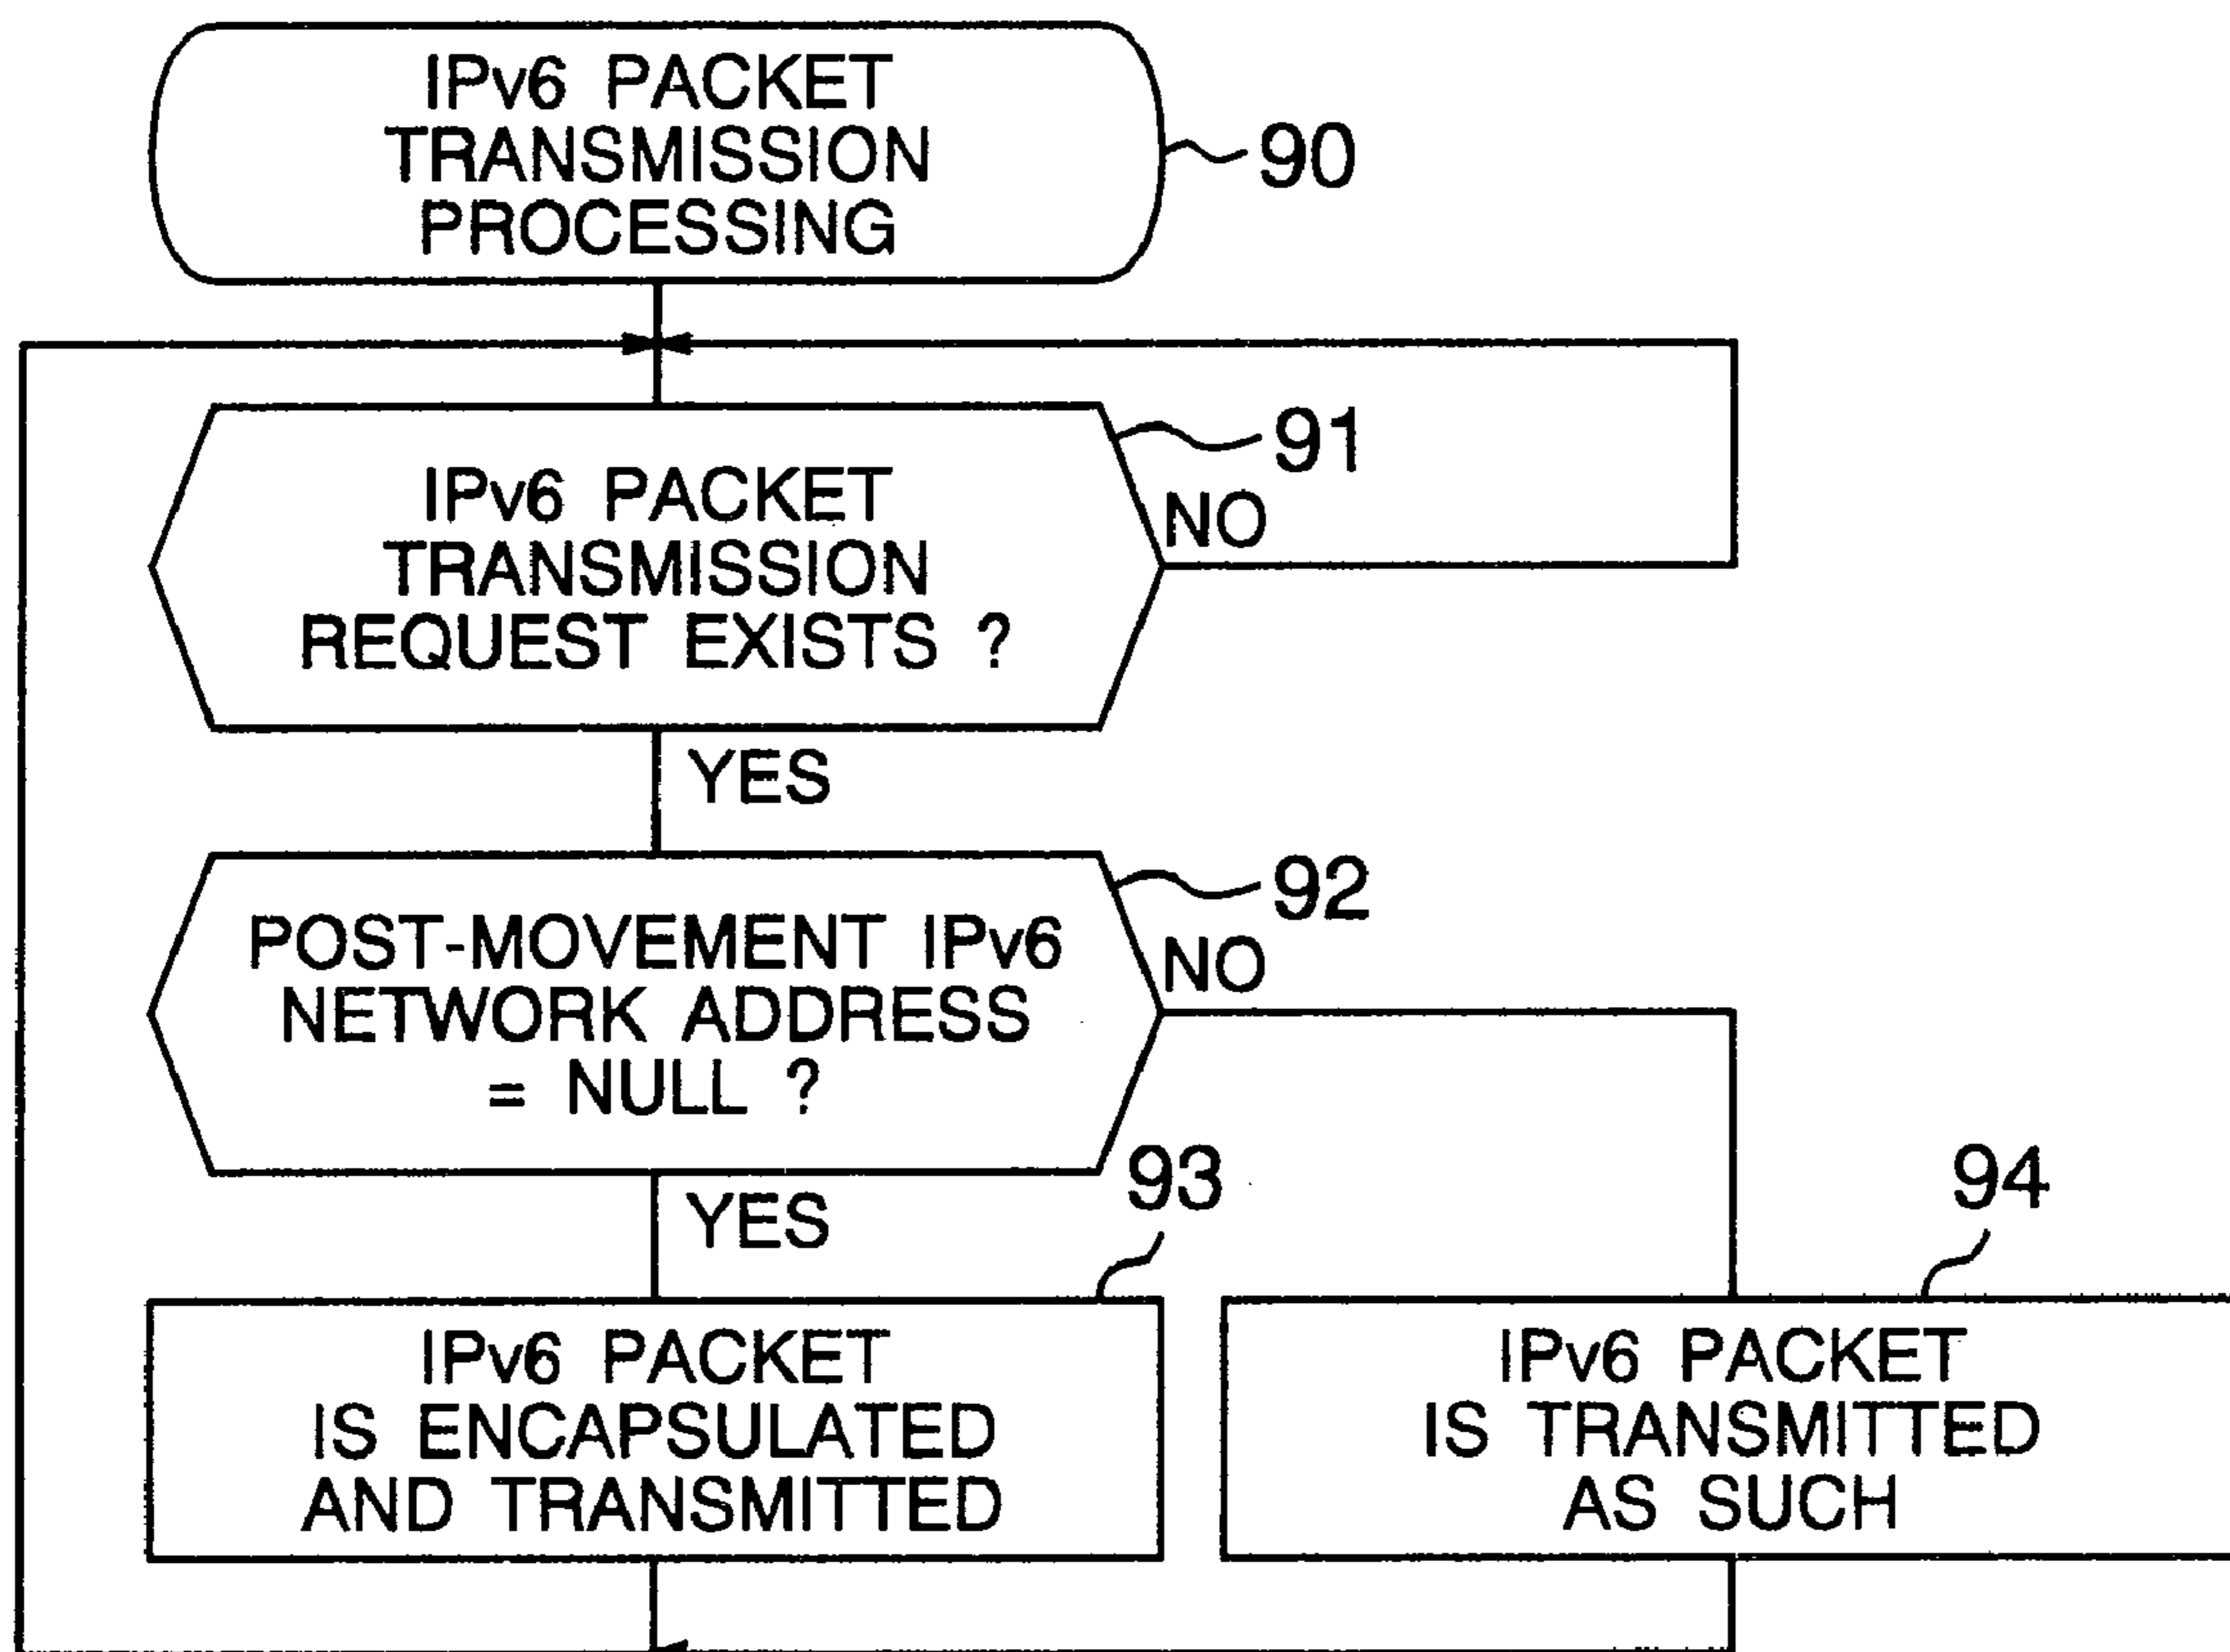 IPv6 PACKET
TRANSMISSION
PROCESSING
90
IPv6 PACKET
TRANSMISSION
REQUEST EXISTS ?
91
NO
YES
POST-MOVEMENT IPv6
NETWORK ADDRESS
= NULL ?
92
NO
YES
93
IPv6 PACKET
IS ENCAPSULATED
AND TRANSMITTED
94
IPv6 PACKET
IS TRANSMITTED
AS SUCH